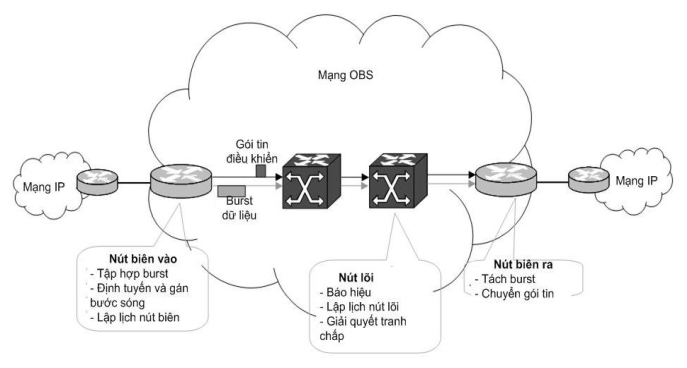 Mạng OBS
Gói tin
điều khiển
Mạng IP
Mạng IP
Burst
dữ liệu
Nút biên vào
- Tập hợp burst
- Định tuyến và gán
bước sóng
- Lập lịch nút biên
Nút lõi
- Báo hiệu
- Lập lịch nút lõi
- Giải quyết tranh
chấp
Nút biên ra
- Tách burst
- Chuyển gói tin